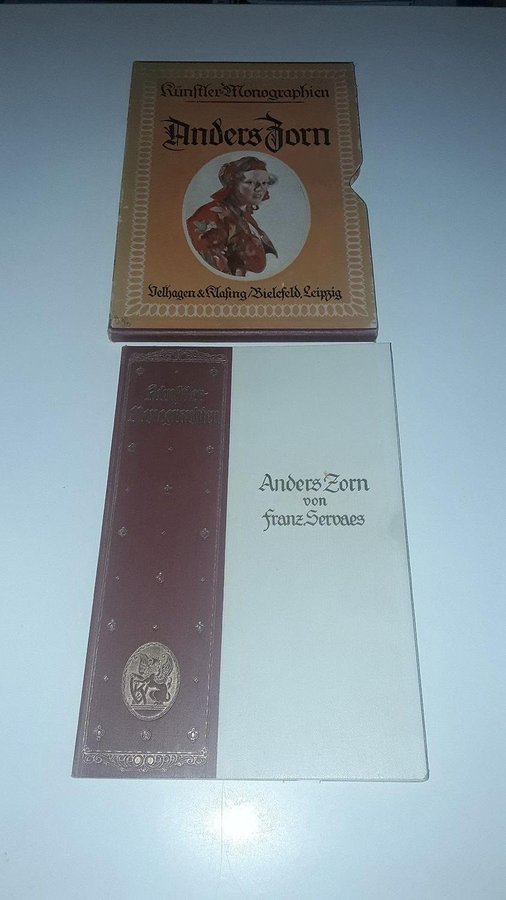 Künstler-Monographien
Anders Zorn
Velhagen & Klasing/Bielefeld, Leipzig
Künstler-
Monographien
Anders Zorn
von
Franz Servaes